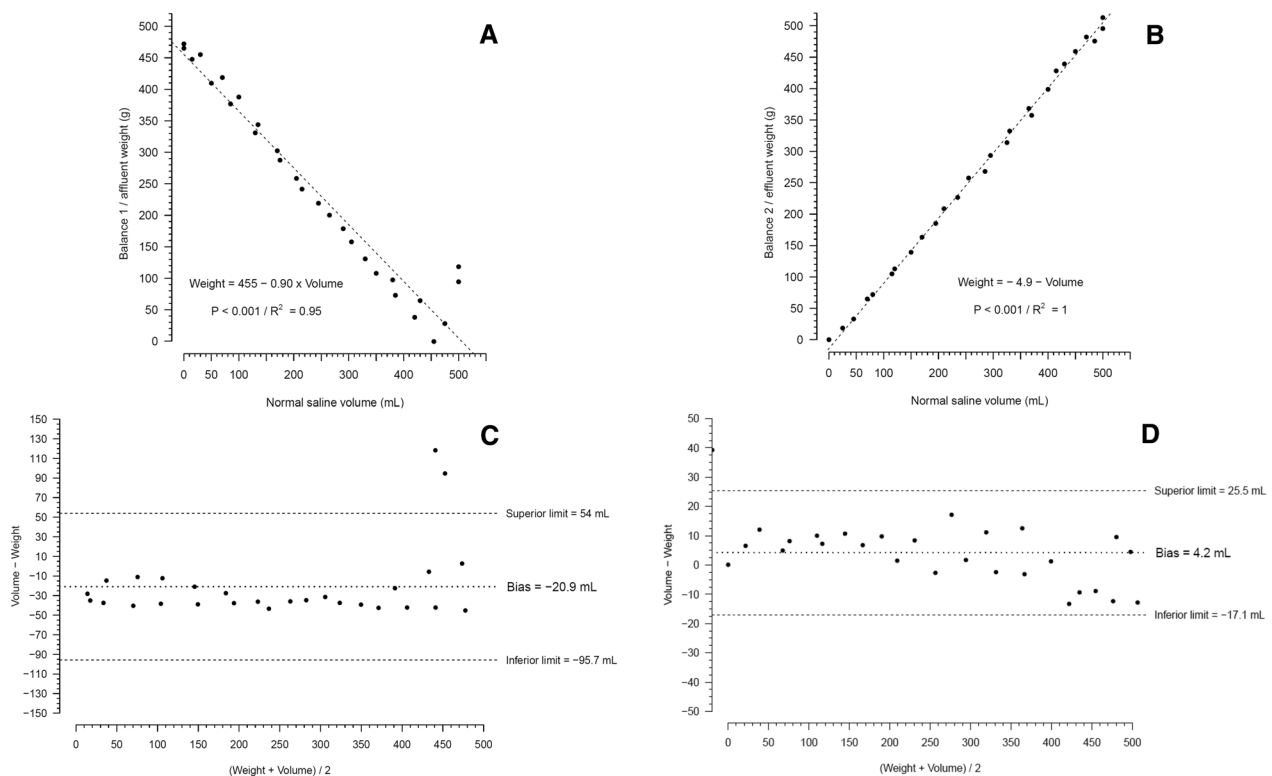 A
500
450
400
350
300
250
200
150
100
50
0
Balance 1 / affluent weight (g)
Weight = 455 − 0.90 x Volume
P < 0.001 / R² = 0.95
0 50 100 200 300 400 500
Normal saline volume (mL)
B
500
450
400
350
300
250
200
150
100
50
0
Balance 2 / effluent weight (g)
Weight = − 4.9 − Volume
P < 0.001 / R² = 1
0 50 100 200 300 400 500
Normal saline volume (mL)
C
150
130
110
90
70
50
30
10
−10
−30
−50
−70
−90
−110
−130
−150
Volume − Weight
Superior limit = 54 mL
Bias = −20.9 mL
Inferior limit = −95.7 mL
0 50 100 150 200 250 300 350 400 450 500
(Weight + Volume) / 2
D
50
40
30
20
10
0
−10
−20
−30
−40
−50
Volume − Weight
Superior limit = 25.5 mL
Bias = 4.2 mL
Inferior limit = −17.1 mL
0 50 100 150 200 250 300 350 400 450 500
(Weight + Volume) / 2